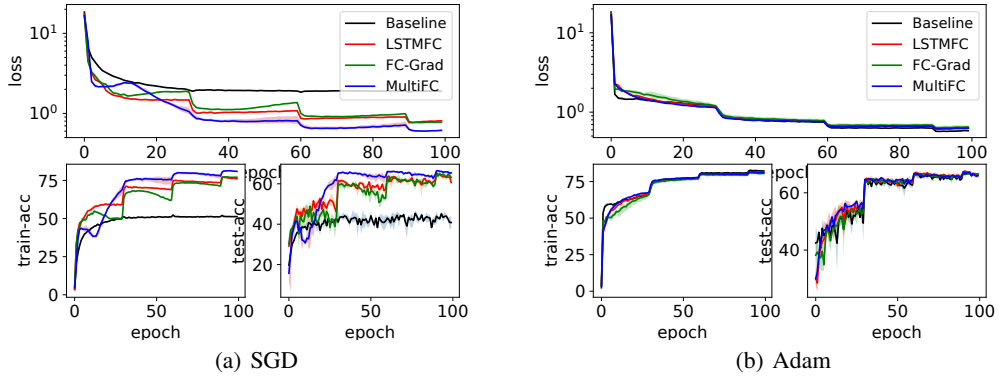 10¹
10⁰
loss
Baseline
LSTMFC
FC-Grad
MultiFC
0
20
40
60
80
100
epoch
75
50
25
0
train-acc
0
100
epoch
60
40
20
test-acc
0
50
100
epoch
(a) SGD
10¹
10⁰
loss
Baseline
LSTMFC
FC-Grad
MultiFC
0
20
40
60
80
100
epoch
75
50
25
0
train-acc
0
100
epoch
60
40
test-acc
0
50
100
epoch
(b) Adam